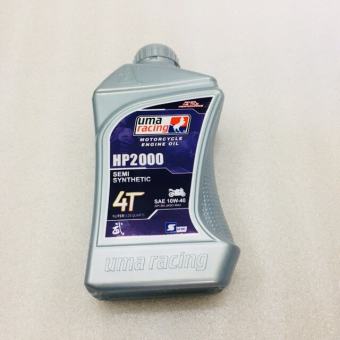 uma
racing
MOTORCYCLE
ENGINE OIL
HP2000
SEMI
SYNTHETIC
4T
SAE 10W-40
uma racing